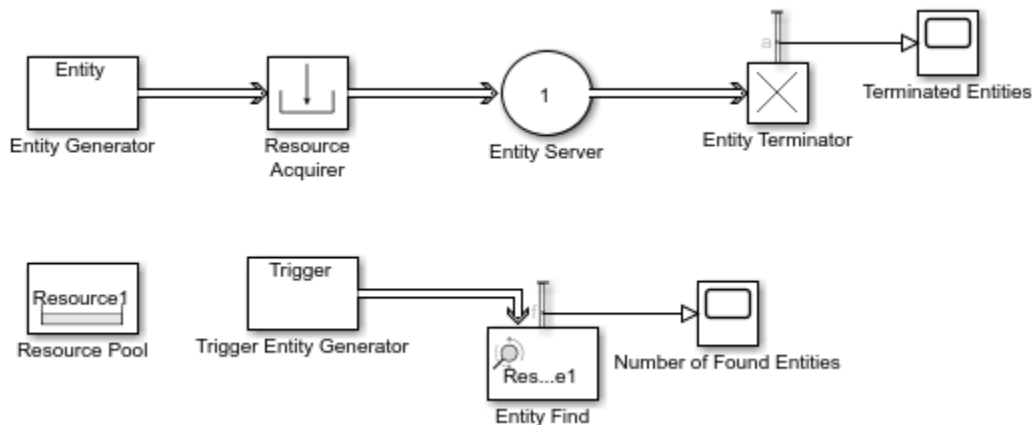 Entity
Entity Generator
Resource
Acquirer
1
Entity Server
a
Entity Terminator
Terminated Entities
Resource1
Resource Pool
Trigger
Trigger Entity Generator
f
Res...e1
Entity Find
Number of Found Entities